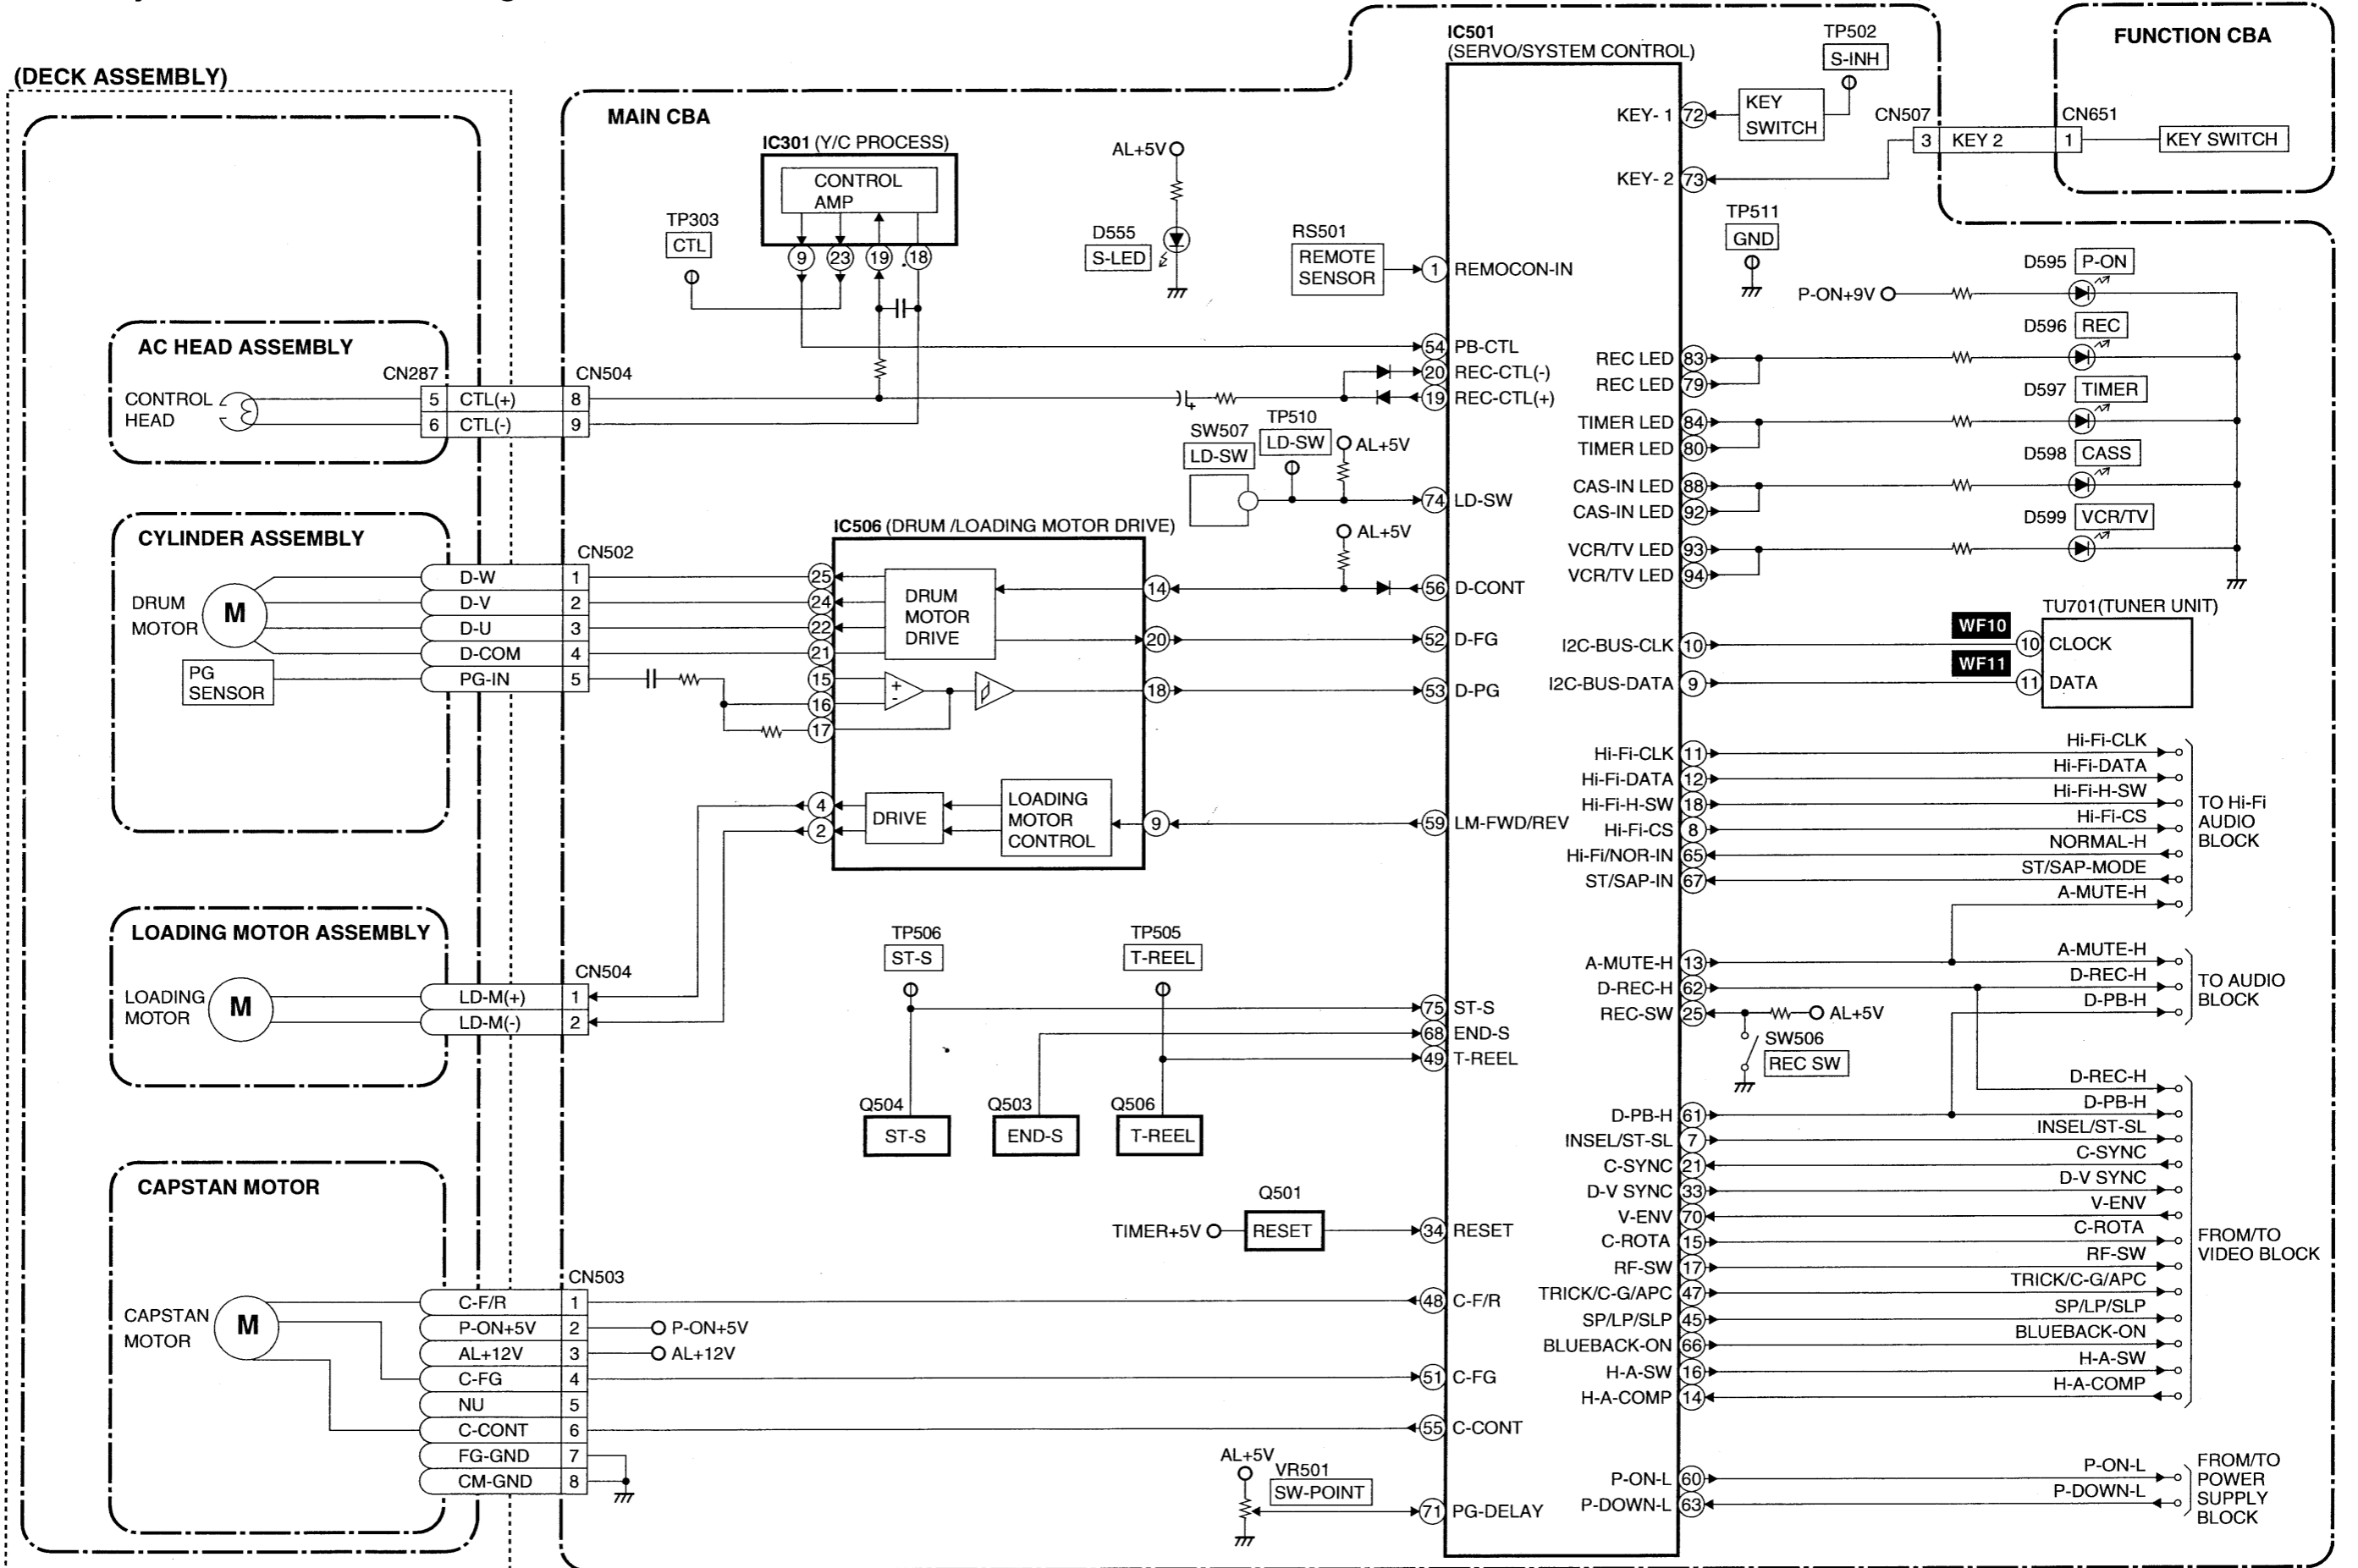 (DECK ASSEMBLY)
MAIN CBA
AC HEAD ASSEMBLY
CONTROL
HEAD
CN287
5 CTL(+) 8
6 CTL(-) 9
CN504
CYLINDER ASSEMBLY
DRUM
MOTOR
M
PG
SENSOR
CN502
D-W 1
D-V 2
D-U 3
D-COM 4
PG-IN 5
LOADING MOTOR ASSEMBLY
LOADING
MOTOR
M
CN504
LD-M(+) 1
LD-M(-) 2
CAPSTAN MOTOR
CAPSTAN
MOTOR
M
CN503
C-F/R 1
P-ON+5V 2
P-ON+5V
AL+12V 3
AL+12V
C-FG 4
NU 5
C-CONT 6
FG-GND 7
CM-GND 8
TP303
CTL
IC301 (Y/C PROCESS)
CONTROL
AMP
9 23 19 18
AL+5V
D555
S-LED
RS501
REMOTE
SENSOR
SW507
LD-SW
TP510
LD-SW
AL+5V
AL+5V
IC506 (DRUM /LOADING MOTOR DRIVE)
25
24
22
21
15
16
17
DRUM
MOTOR
DRIVE
+
-
14
20
18
4
2
DRIVE
LOADING
MOTOR
CONTROL
9
TP506
ST-S
TP505
T-REEL
Q504
ST-S
Q503
END-S
Q506
T-REEL
Q501
TIMER+5V
RESET
AL+5V
VR501
SW-POINT
IC501
(SERVO/SYSTEM CONTROL)
1 REMOCON-IN
54 PB-CTL
20 REC-CTL(-)
19 REC-CTL(+)
74 LD-SW
56 D-CONT
52 D-FG
53 D-PG
59 LM-FWD/REV
75 ST-S
68 END-S
49 T-REEL
34 RESET
48 C-F/R
51 C-FG
55 C-CONT
71 PG-DELAY
KEY- 1 72
KEY- 2 73
REC LED 83
REC LED 79
TIMER LED 84
TIMER LED 80
CAS-IN LED 88
CAS-IN LED 92
VCR/TV LED 93
VCR/TV LED 94
I2C-BUS-CLK 10
I2C-BUS-DATA 9
Hi-Fi-CLK 11
Hi-Fi-DATA 12
Hi-Fi-H-SW 18
Hi-Fi-CS 8
Hi-Fi/NOR-IN 65
ST/SAP-IN 67
A-MUTE-H 13
D-REC-H 62
REC-SW 25
D-PB-H 61
INSEL/ST-SL 7
C-SYNC 21
D-V SYNC 33
V-ENV 70
C-ROTA 15
RF-SW 17
TRICK/C-G/APC 47
SP/LP/SLP 45
BLUEBACK-ON 66
H-A-SW 16
H-A-COMP 14
P-ON-L 60
P-DOWN-L 63
TP502
S-INH
KEY
SWITCH
CN507
3 KEY 2 1
CN651
FUNCTION CBA
KEY SWITCH
TP511
GND
P-ON+9V
D595 P-ON
D596 REC
D597 TIMER
D598 CASS
D599 VCR/TV
TU701(TUNER UNIT)
WF10
10 CLOCK
WF11
11 DATA
Hi-Fi-CLK
Hi-Fi-DATA
Hi-Fi-H-SW
Hi-Fi-CS
NORMAL-H
ST/SAP-MODE
A-MUTE-H
TO Hi-Fi
AUDIO
BLOCK
A-MUTE-H
D-REC-H
D-PB-H
TO AUDIO
BLOCK
AL+5V
SW506
REC SW
D-REC-H
D-PB-H
INSEL/ST-SL
C-SYNC
D-V SYNC
V-ENV
C-ROTA
RF-SW
TRICK/C-G/APC
SP/LP/SLP
BLUEBACK-ON
H-A-SW
H-A-COMP
FROM/TO
VIDEO BLOCK
P-ON-L
P-DOWN-L
FROM/TO
POWER
SUPPLY
BLOCK